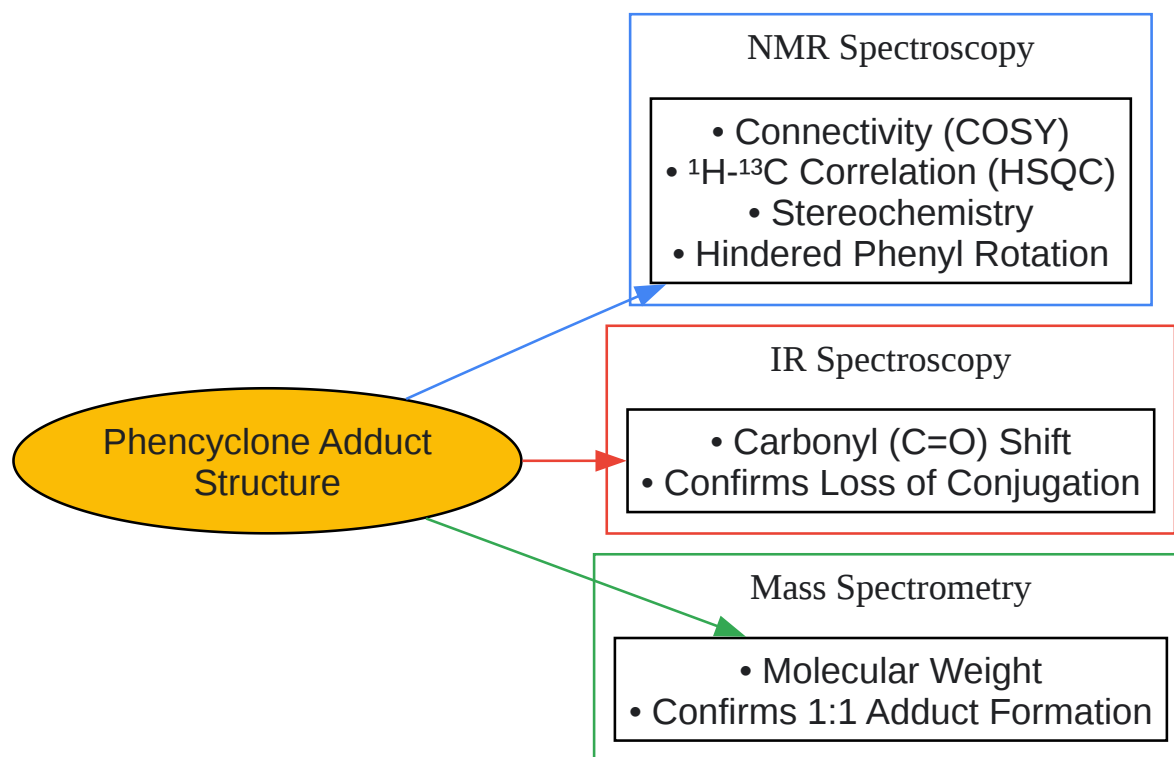 NMR Spectroscopy
• Connectivity (COSY)
• ¹H-¹³C Correlation (HSQC)
• Stereochemistry
• Hindered Phenyl Rotation
IR Spectroscopy
• Carbonyl (C=O) Shift
• Confirms Loss of Conjugation
Phencyclone Adduct
Structure
Mass Spectrometry
• Molecular Weight
• Confirms 1:1 Adduct Formation